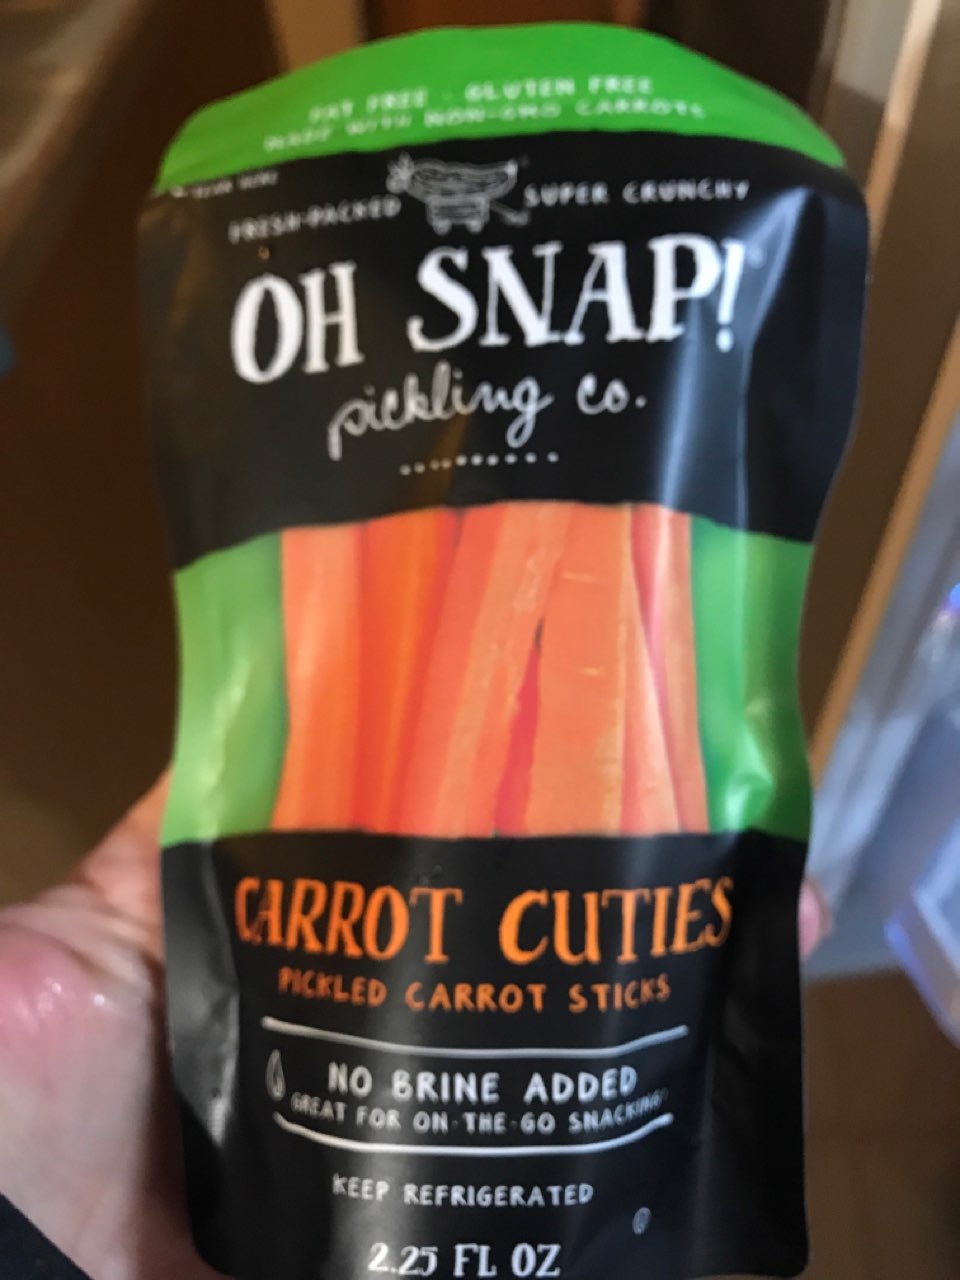 FAT FREE · GLUTEN FREE
MADE WITH NON-GMO CARROTS
FRESH-PACKED SUPER CRUNCHY
OH SNAP!
pickling co.
CARROT CUTIES
PICKLED CARROT STICKS
NO BRINE ADDED
GREAT FOR ON-THE-GO SNACKING!
KEEP REFRIGERATED
2.25 FL OZ